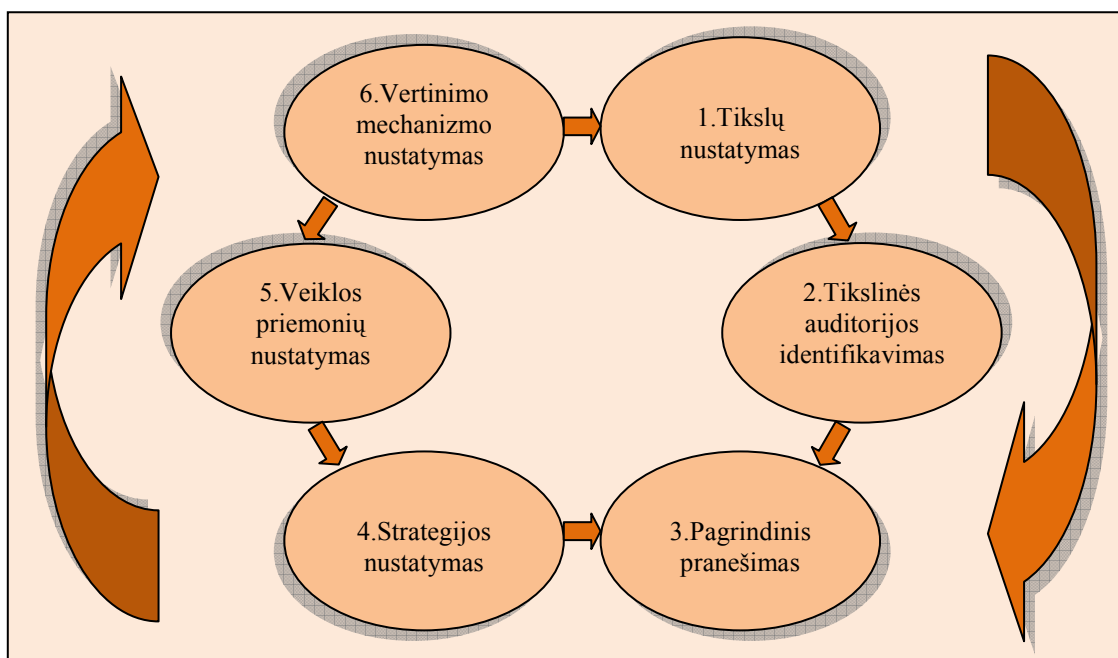 6.Vertinimo
mechanizmo
nustatymas
1.Tikslų
nustatymas
5.Veiklos
priemonių
nustatymas
2.Tikslinės
auditorijos
identifikavimas
4.Strategijos
nustatymas
3.Pagrindinis
pranešimas